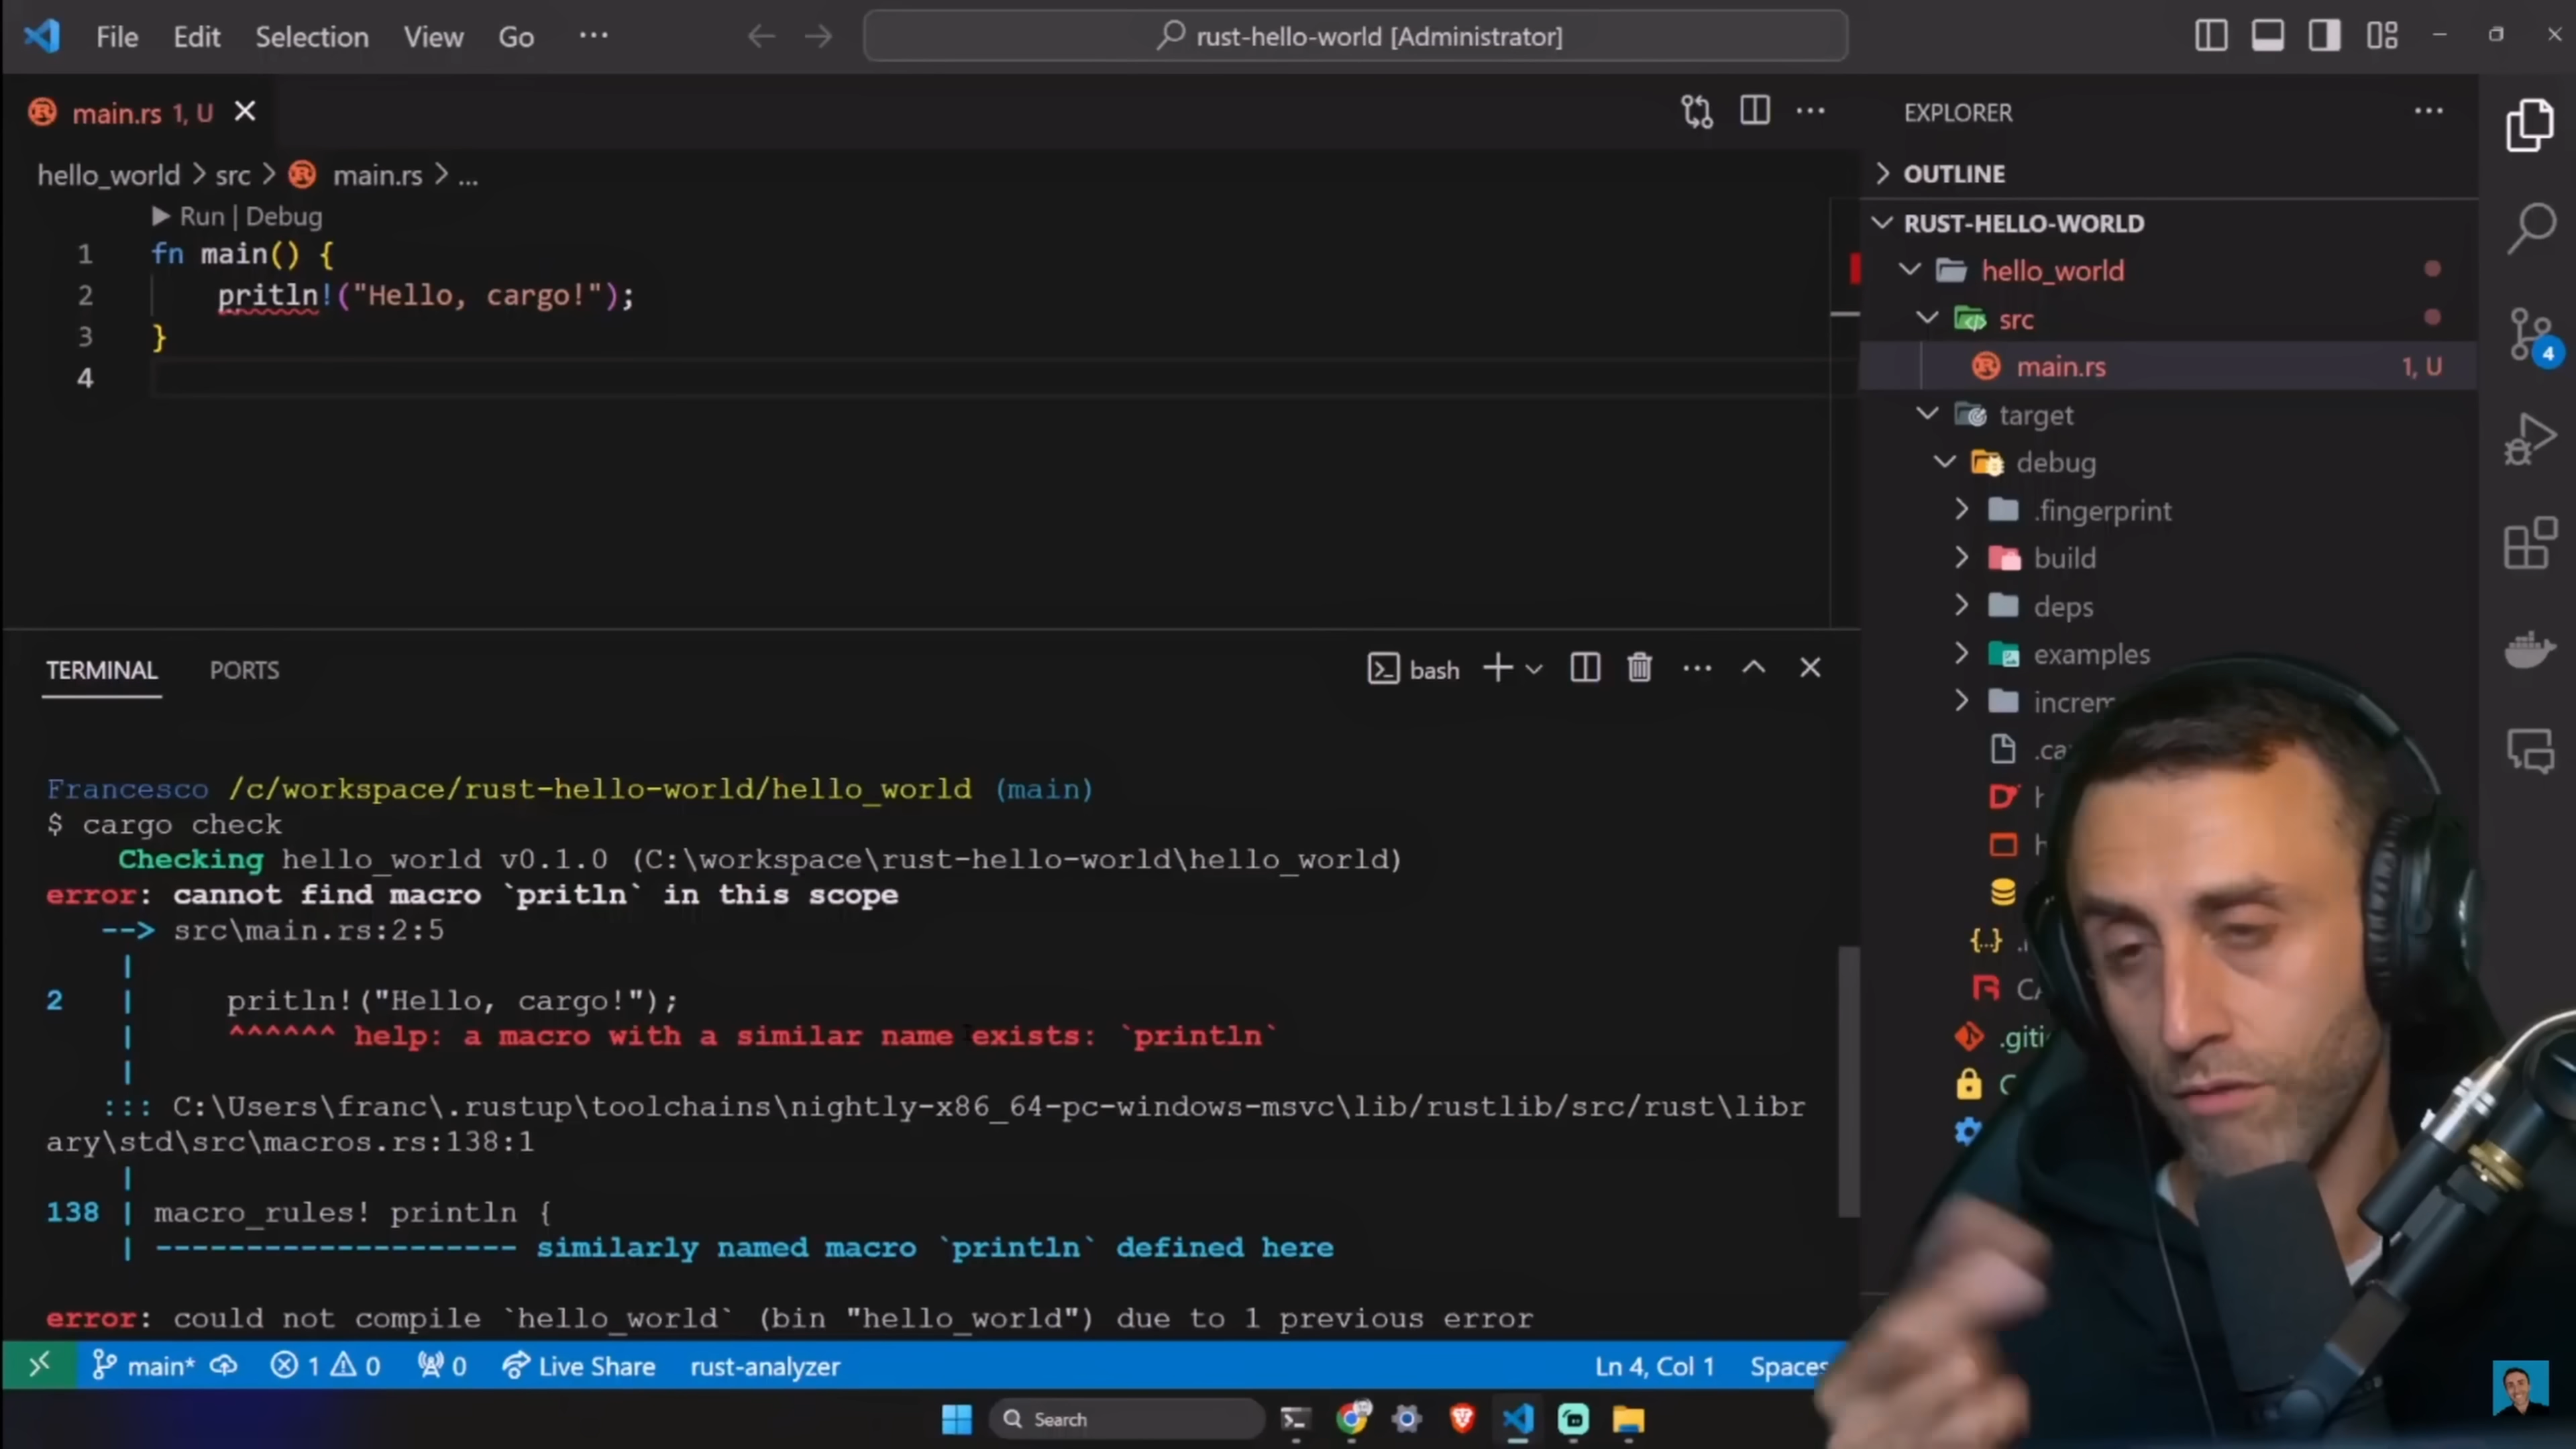 File Edit Selection View Go ··· rust-hello-world [Administrator]
main.rs 1, U
hello_world > src > main.rs > ...
Run | Debug
1 fn main() {
2 pritln!("Hello, cargo!");
3 }
4
TERMINAL PORTS bash
Francesco /c/workspace/rust-hello-world/hello_world (main)
$ cargo check
Checking hello_world v0.1.0 (C:\workspace\rust-hello-world\hello_world)
error: cannot find macro `pritln` in this scope
--> src\main.rs:2:5
|
2 | pritln!("Hello, cargo!");
| ^^^^^^ help: a macro with a similar name exists: `println`
|
::: C:\Users\franc\.rustup\toolchains\nightly-x86_64-pc-windows-msvc\lib/rustlib/src/rust\libr
ary\std\src\macros.rs:138:1
|
138 | macro_rules! println {
| -------------------- similarly named macro `println` defined here
error: could not compile `hello_world` (bin "hello_world") due to 1 previous error
EXPLORER
OUTLINE
RUST-HELLO-WORLD
hello_world
src
main.rs 1, U
target
debug
.fingerprint
build
deps
examples
4
main* 1 0 0 Live Share rust-analyzer Ln 4, Col 1 Spaces
Search